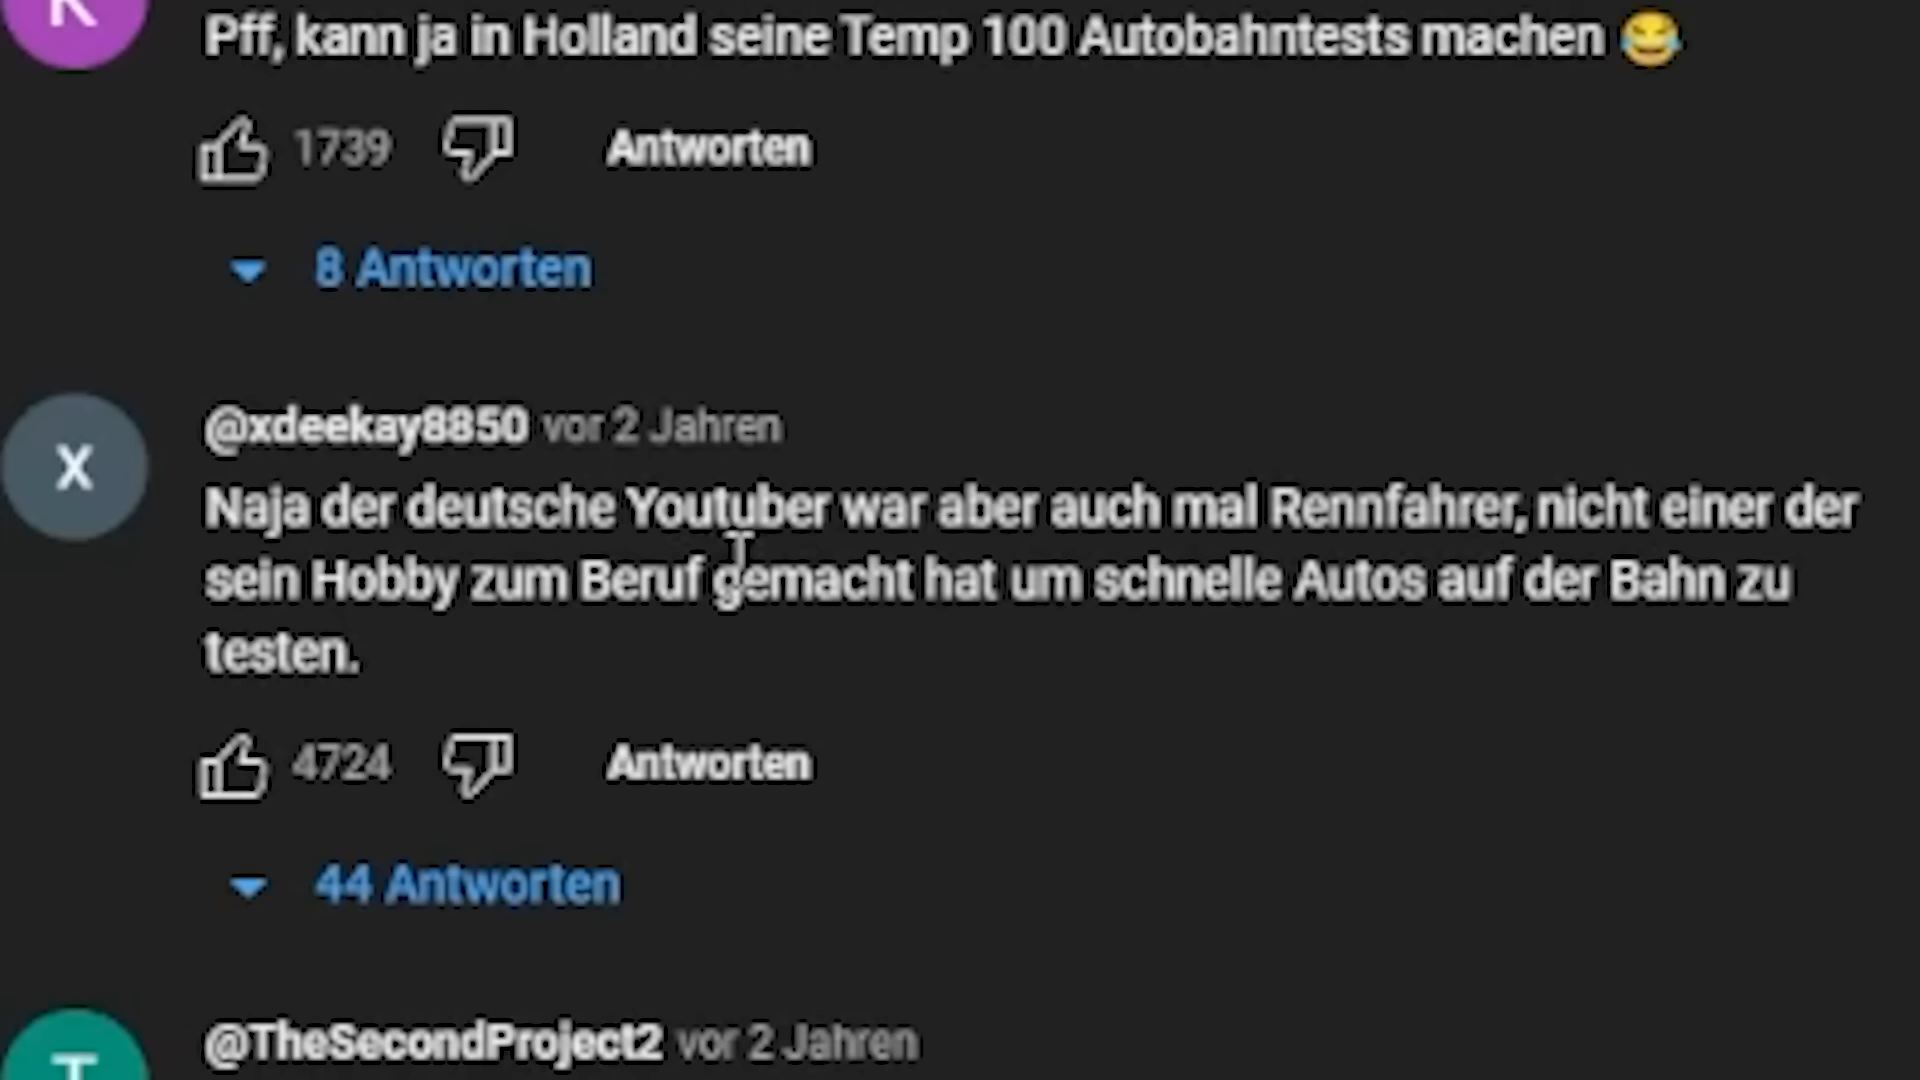 K
Pff, kann ja in Holland seine Temp 100 Autobahntests machen 😂
1739 Antworten
8 Antworten
@xdeekay8850 vor 2 Jahren
X
Naja der deutsche Youtuber war aber auch mal Rennfahrer, nicht einer der
sein Hobby zum Beruf gemacht hat um schnelle Autos auf der Bahn zu
testen.
4724 Antworten
44 Antworten
@TheSecondProject2 vor 2 Jahren
T